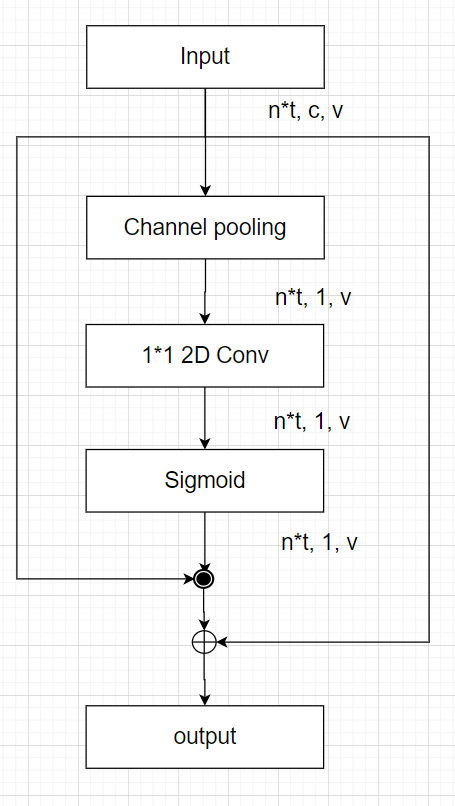 Input
n*t, c, v
Channel pooling
n*t, 1, v
1*1 2D Conv
n*t, 1, v
Sigmoid
n*t, 1, v
output